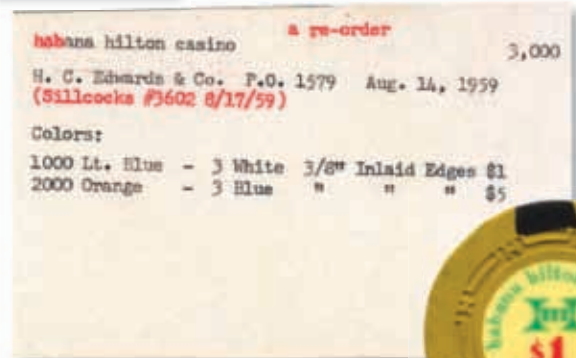 habana hilton casino
a re-order
3,000
H. C. Edwards & Co. P.O. 1579 Aug. 14, 1959
(Sillcocks #3602 8/17/59)
Colors:
1000 Lt. Blue - 3 White 3/8" Inlaid Edges $1
2000 Orange - 3 Blue " " " $5
habana hilto
H
$1